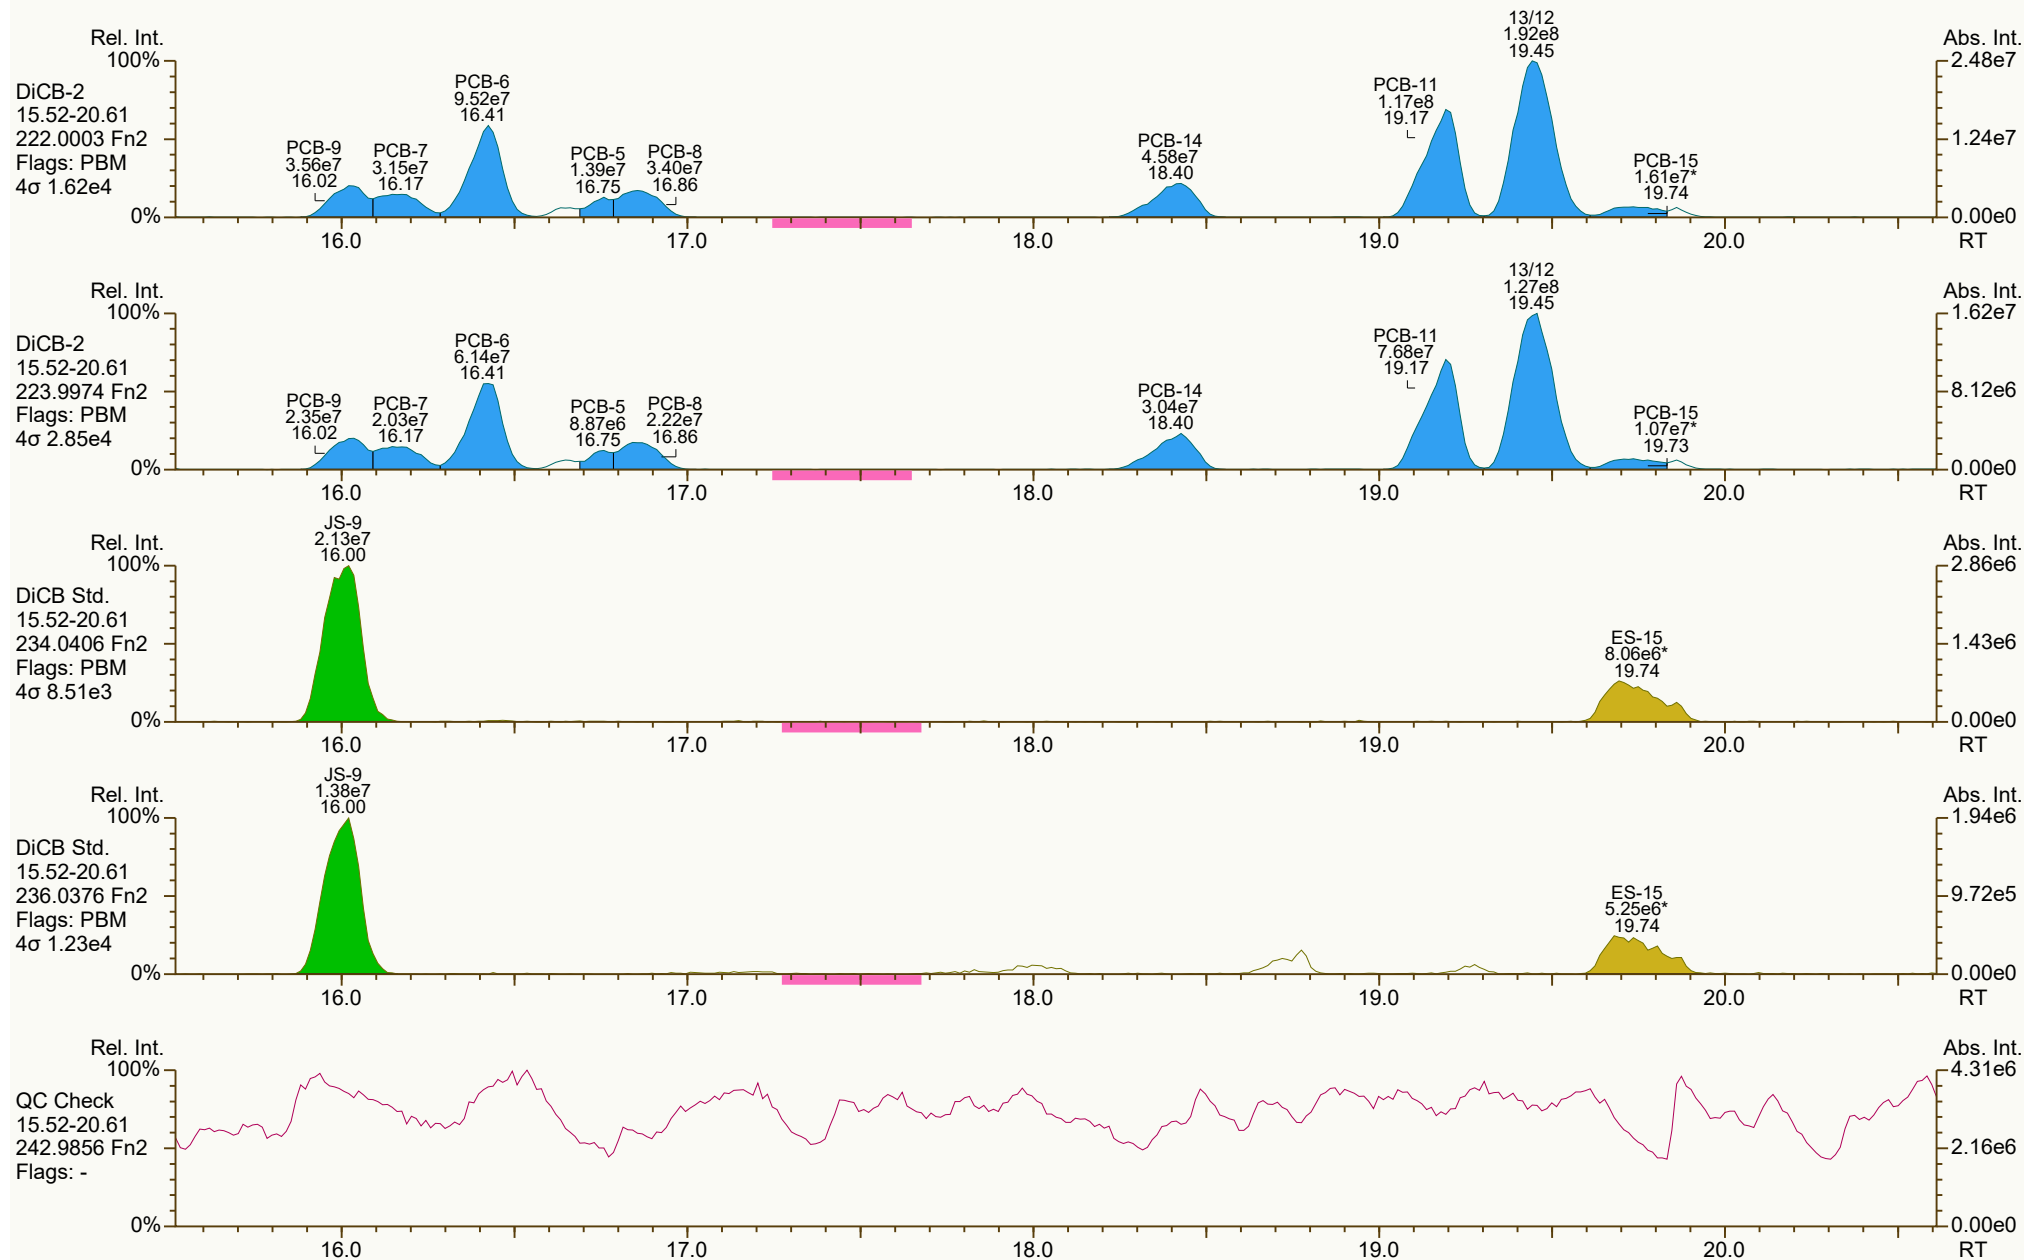 Rel. Int.
100%
0%
DiCB-2
15.52-20.61
222.0003 Fn2
Flags: PBM
4σ 1.62e4
PCB-9
3.56e7
16.02
PCB-7
3.15e7
16.17
PCB-6
9.52e7
16.41
PCB-5
1.39e7
16.75
PCB-8
3.40e7
16.86
PCB-14
4.58e7
18.40
PCB-11
1.17e8
19.17
13/12
1.92e8
19.45
PCB-15
1.61e7*
19.74
Abs. Int.
2.48e7
1.24e7
0.00e0
16.0 17.0 18.0 19.0 20.0 RT
Rel. Int.
100%
0%
DiCB-2
15.52-20.61
223.9974 Fn2
Flags: PBM
4σ 2.85e4
PCB-9
2.35e7
16.02
PCB-7
2.03e7
16.17
PCB-6
6.14e7
16.41
PCB-5
8.87e6
16.75
PCB-8
2.22e7
16.86
PCB-14
3.04e7
18.40
PCB-11
7.68e7
19.17
13/12
1.27e8
19.45
PCB-15
1.07e7*
19.73
Abs. Int.
1.62e7
8.12e6
0.00e0
16.0 17.0 18.0 19.0 20.0 RT
Rel. Int.
100%
0%
DiCB Std.
15.52-20.61
234.0406 Fn2
Flags: PBM
4σ 8.51e3
JS-9
2.13e7
16.00
ES-15
8.06e6*
19.74
Abs. Int.
2.86e6
1.43e6
0.00e0
16.0 17.0 18.0 19.0 20.0 RT
Rel. Int.
100%
0%
DiCB Std.
15.52-20.61
236.0376 Fn2
Flags: PBM
4σ 1.23e4
JS-9
1.38e7
16.00
ES-15
5.25e6*
19.74
Abs. Int.
1.94e6
9.72e5
0.00e0
16.0 17.0 18.0 19.0 20.0 RT
Rel. Int.
100%
0%
QC Check
15.52-20.61
242.9856 Fn2
Flags: -
Abs. Int.
4.31e6
2.16e6
0.00e0
16.0 17.0 18.0 19.0 20.0 RT